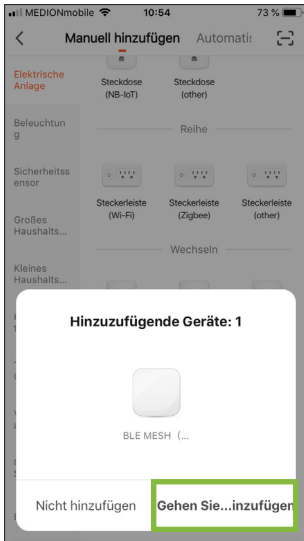 MEDIONmobile 10:54 73 %
Manuell hinzufügen Automati
Elektrische
Anlage
Steckdose
(NB-IoT)
Steckdose
(other)
Beleuchtun
g
Reihe
Sicherheitss
ensor
Steckerleiste
(Wi-Fi)
Steckerleiste
(Zigbee)
Steckerleiste
(other)
Großes
Haushalts...
Wechseln
Kleines
Haushalts...
Hinzuzufügende Geräte: 1
BLE MESH (...
Nicht hinzufügen
Gehen Sie...inzufügen